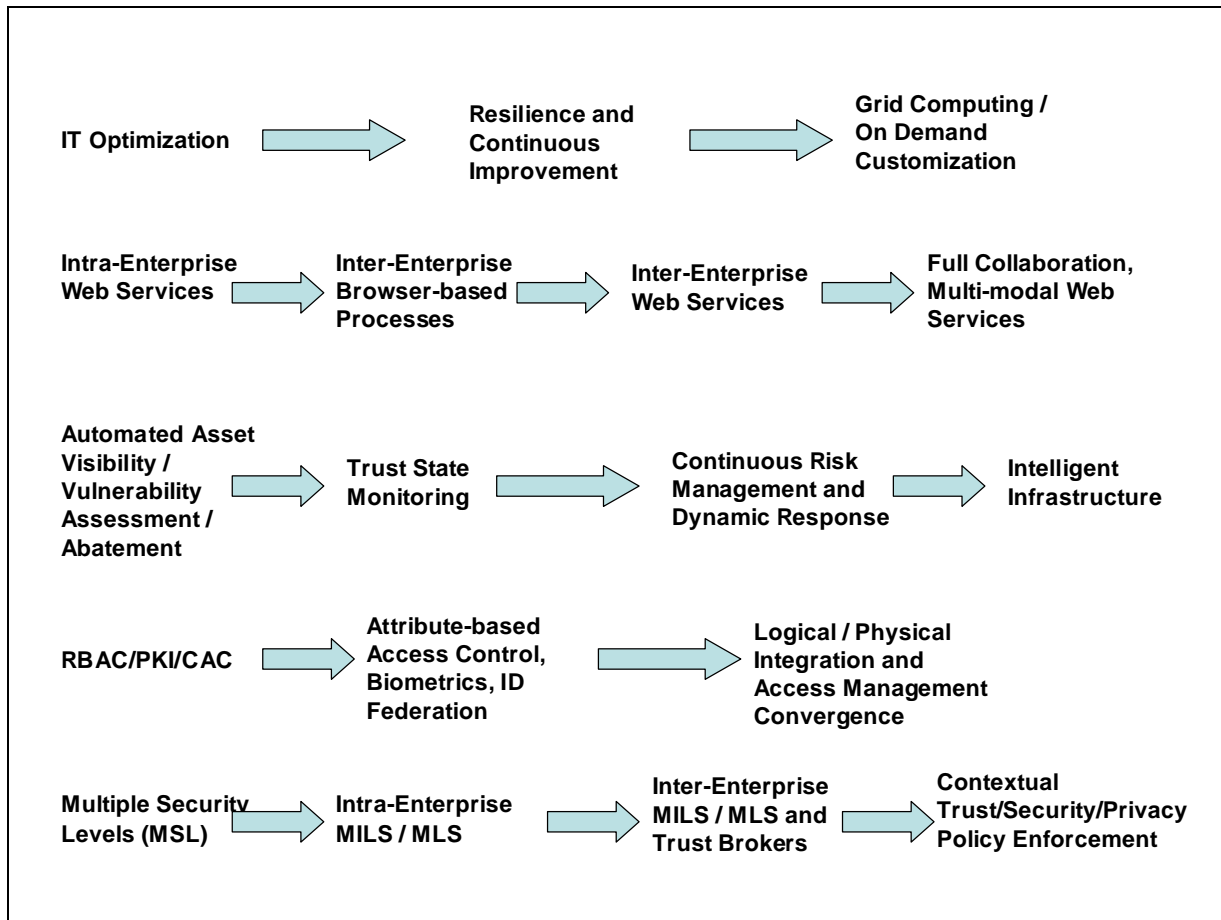 IT Optimization
Resilience and
Continuous
Improvement
Grid Computing /
On Demand
Customization
Intra-Enterprise
Web Services
Inter-Enterprise
Browser-based
Processes
Inter-Enterprise
Web Services
Full Collaboration,
Multi-modal Web
Services
Automated Asset
Visibility /
Vulnerability
Assessment /
Abatement
Trust State
Monitoring
Continuous Risk
Management and
Dynamic Response
Intelligent
Infrastructure
RBAC/PKI/CAC
Attribute-based
Access Control,
Biometrics, ID
Federation
Logical / Physical
Integration and
Access Management
Convergence
Multiple Security
Levels (MSL)
Intra-Enterprise
MILS / MLS
Inter-Enterprise
MILS / MLS and
Trust Brokers
Contextual
Trust/Security/Privacy
Policy Enforcement